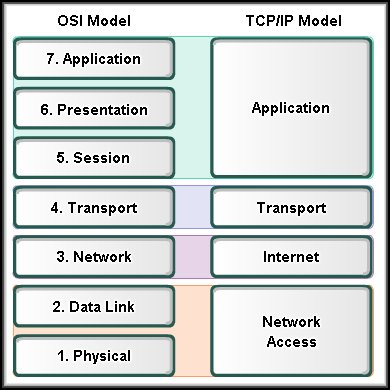 OSI Model
TCP/IP Model
7. Application
6. Presentation
5. Session
Application
4. Transport
Transport
3. Network
Internet
2. Data Link
1. Physical
Network
Access